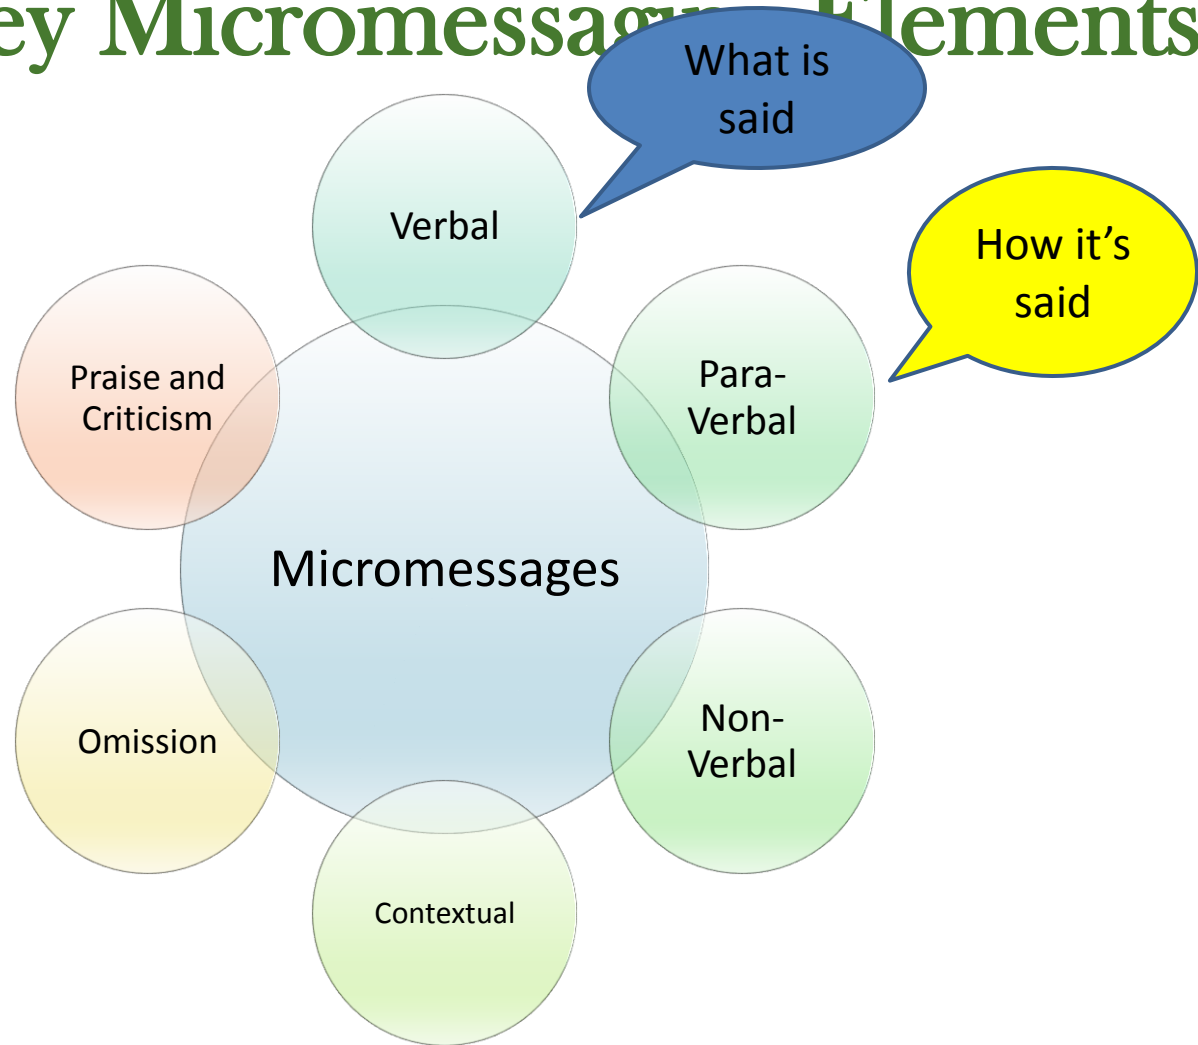 ey Micromessaging Elements
What is
said
Verbal
How it's
said
Praise and
Criticism
Para-
Verbal
Micromessages
Omission
Non-
Verbal
Contextual